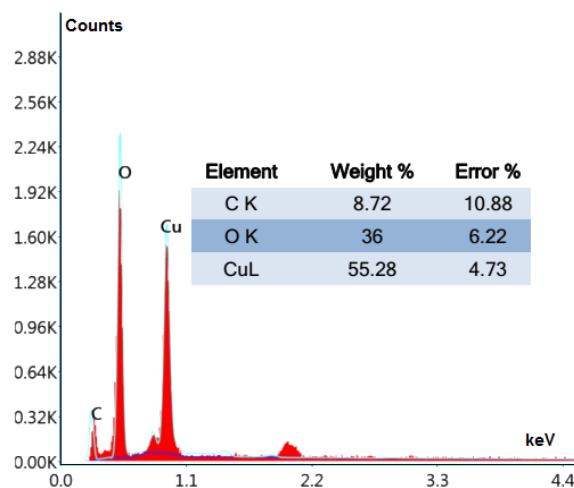 Counts
2.88K
2.56K
2.24K
1.92K
1.60K
1.28K
0.96K
0.64K
0.32K
0.00K
O
Cu
C
Element Weight % Error %
C K 8.72 10.88
O K 36 6.22
CuL 55.28 4.73
keV
0.0 1.1 2.2 3.3 4.4